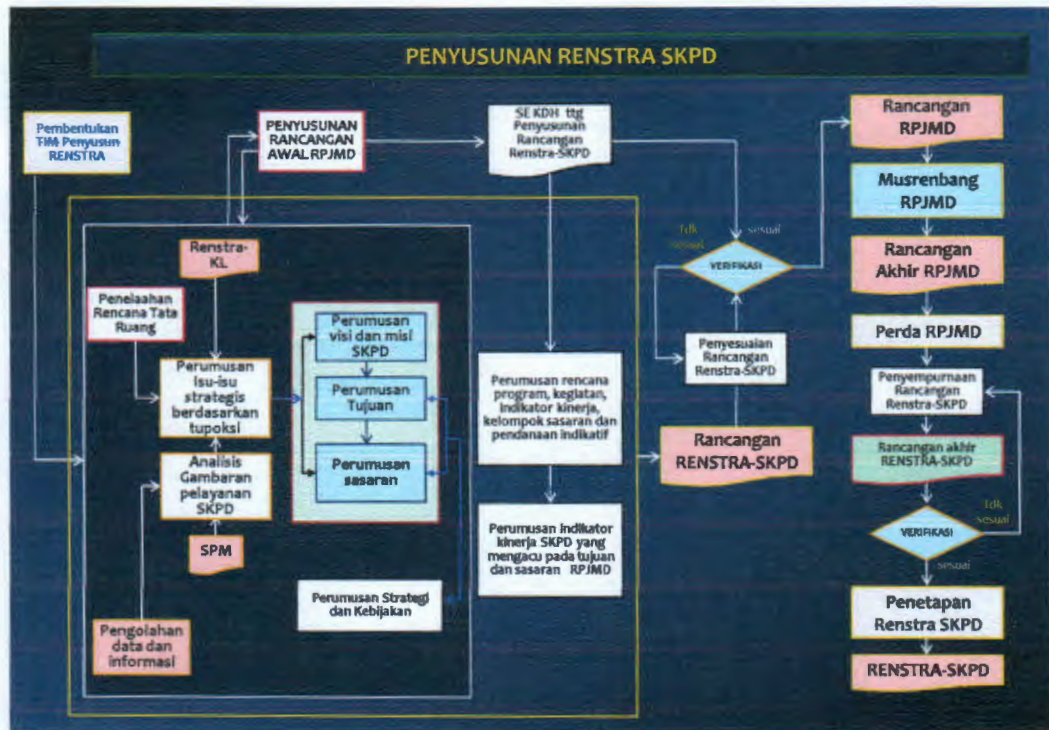 PENYUSUNAN RENSTRA SKPD
Pembentukan
TIM Penyusun
RENSTRA
PENYUSUNAN
RANCANGAN
AWAL RPJMD
SE KDH ttg
Penyusunan
Rancangan
Renstra-SKPD
Renstra-
KL
Penelaahan
Rencana Tata
Ruang
Perumusan
Isu-isu
strategis
berdasarkan
tupoksi
Analisis
Gambaran
pelayanan
SKPD
SPM
Pengolahan
data dan
informasi
Perumusan
visi dan misi
SKPD
Perumusan
Tujuan
Perumusan
sasaran
Perumusan Strategi
dan Kebijakan
Perumusan rencana
program, kegiatan,
indikator kinerja,
kelompok sasaran dan
pendanaan indikatif
Perumusan indikator
kinerja SKPD yang
mengacu pada tujuan
dan sasaran RPJMD
Tdk
sesuai
sesuai
VERIFIKASI
Penyesuaian
Rancangan
Renstra-SKPD
Rancangan
RENSTRA-SKPD
Rancangan
RPJMD
Musrenbang
RPJMD
Rancangan
Akhir RPJMD
Perda RPJMD
Penyempurnaan
Rancangan
Renstra-SKPD
Rancangan akhir
RENSTRA-SKPD
Tdk
sesuai
VERIFIKASI
sesuai
Penetapan
Renstra SKPD
RENSTRA-SKPD